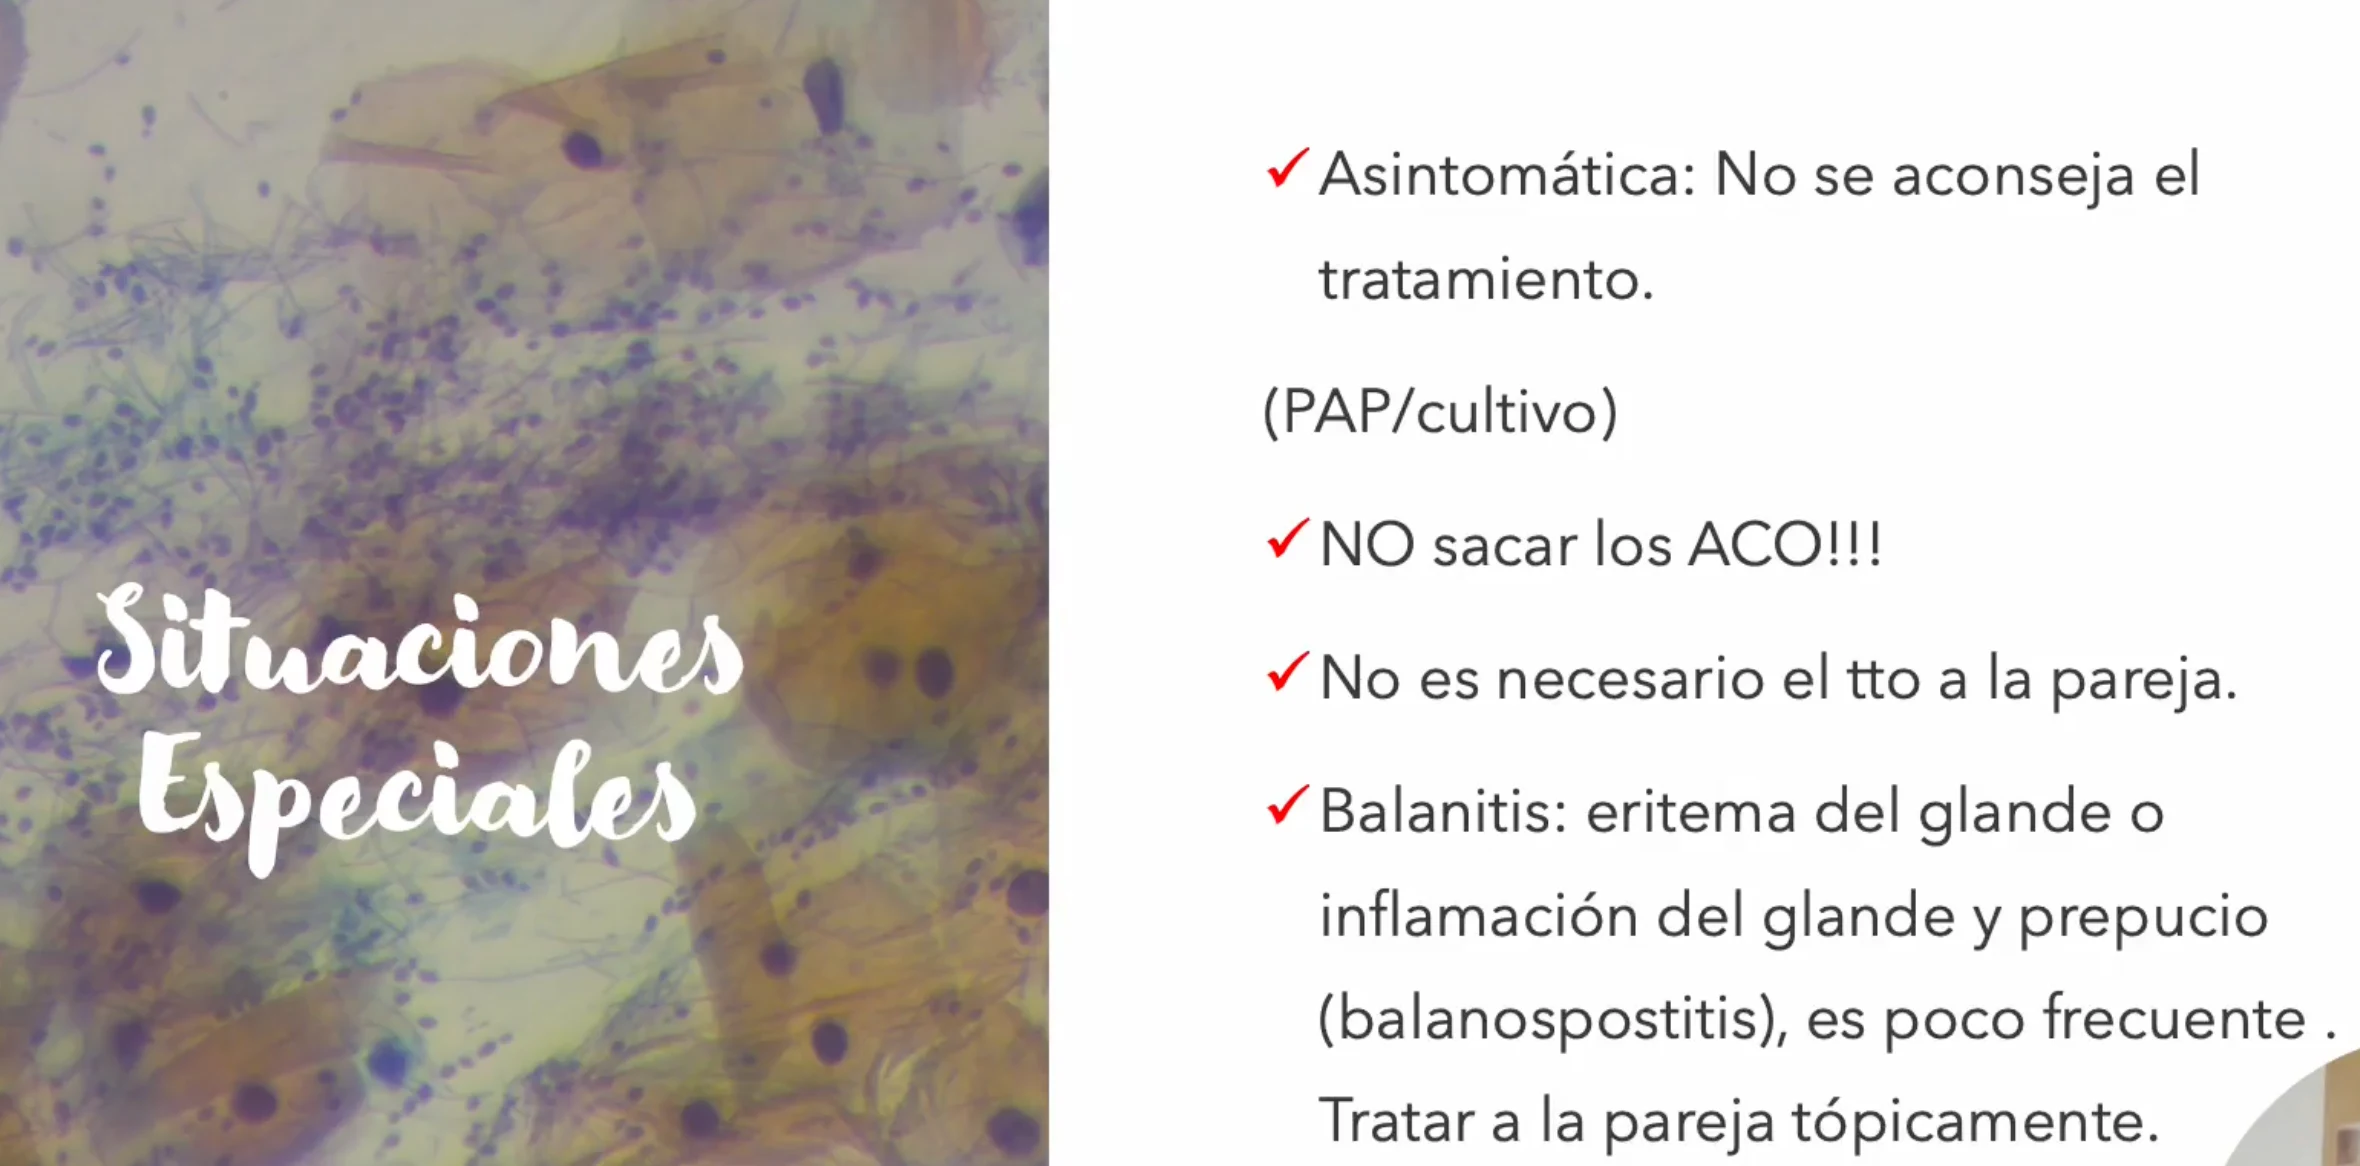 Situaciones
Especiales
✓Asintomática: No se aconseja el
tratamiento.
(PAP/cultivo)
✓NO sacar los ACO!!!
✓No es necesario el tto a la pareja.
✓Balanitis: eritema del glande o
inflamación del glande y prepucio
(balanospostitis), es poco frecuente .
Tratar a la pareja tópicamente.